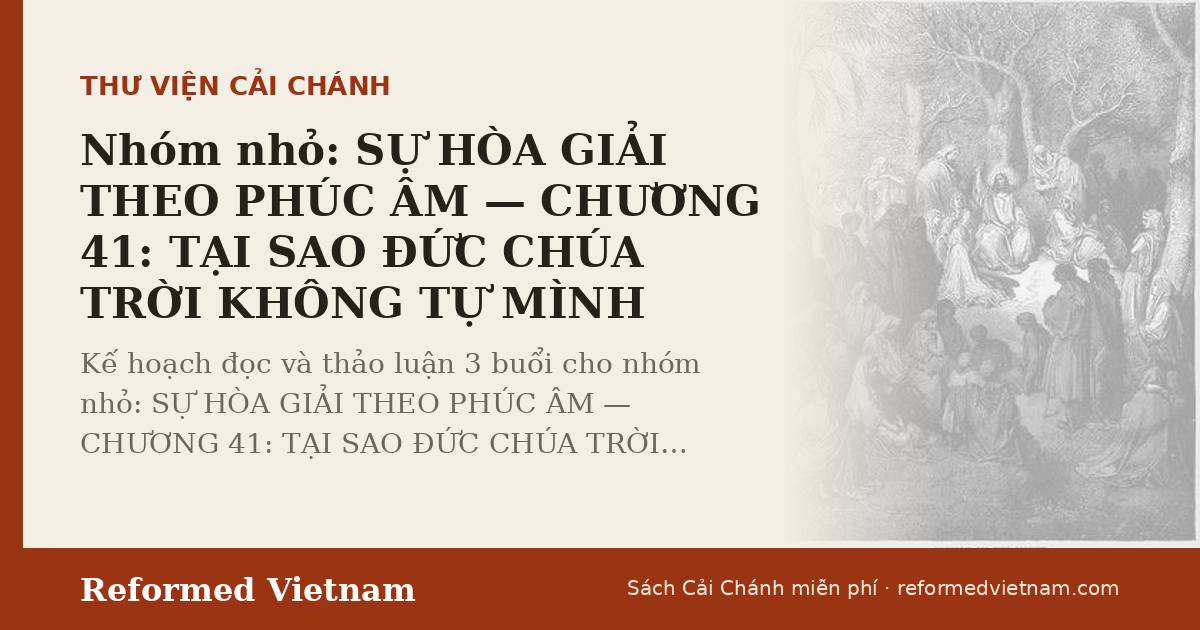 THƯ VIỆN CẢI CHÁNH
Nhóm nhỏ: SỰ HÒA GIẢI
THEO PHÚC ÂM — CHƯƠNG
41: TẠI SAO ĐỨC CHÚA
TRỜI KHÔNG TỰ MÌNH
Kế hoạch đọc và thảo luận 3 buổi cho nhóm
nhỏ: SỰ HÒA GIẢI THEO PHÚC ÂM —
CHƯƠNG 41: TẠI SAO ĐỨC CHÚA TRỜI...
Reformed Vietnam
Sách Cải Chánh miễn phí · reformedvietnam.com